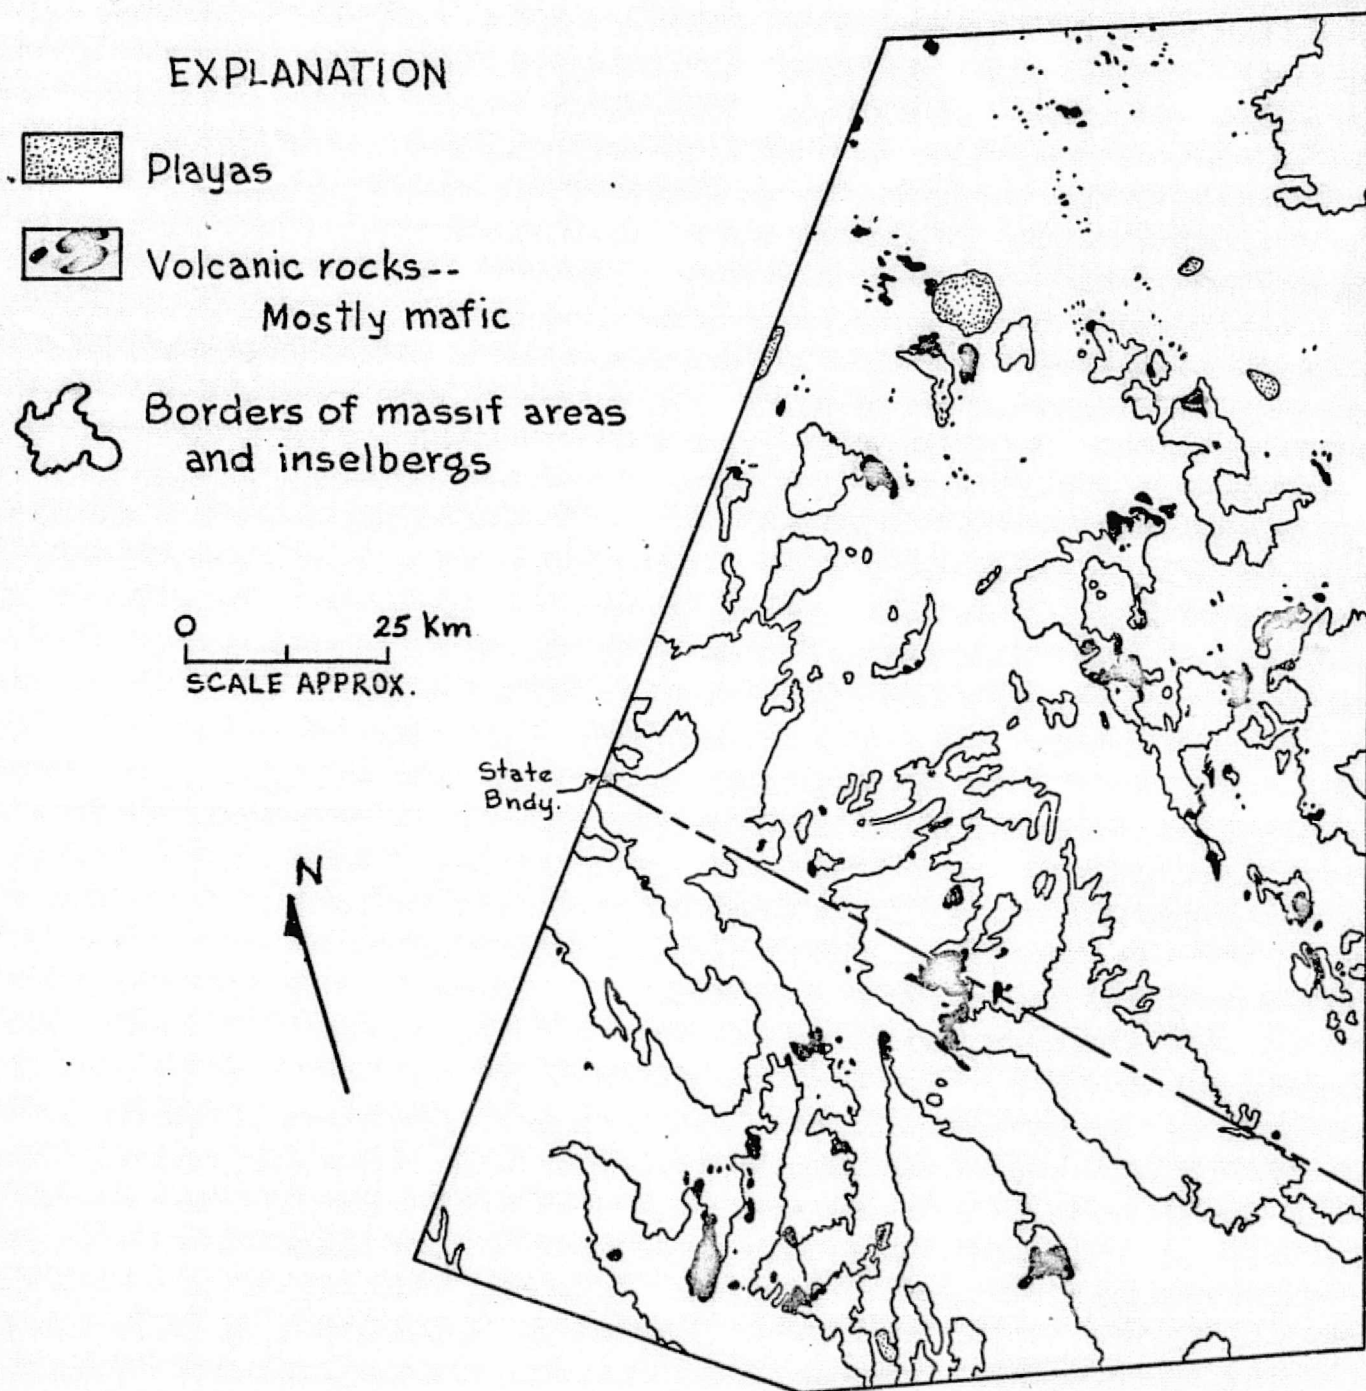 EXPLANATION
Playas
Volcanic rocks--
Mostly mafic
Borders of massif areas
and inselbergs
0 25 Km
SCALE APPROX.
State
Bndy.
N